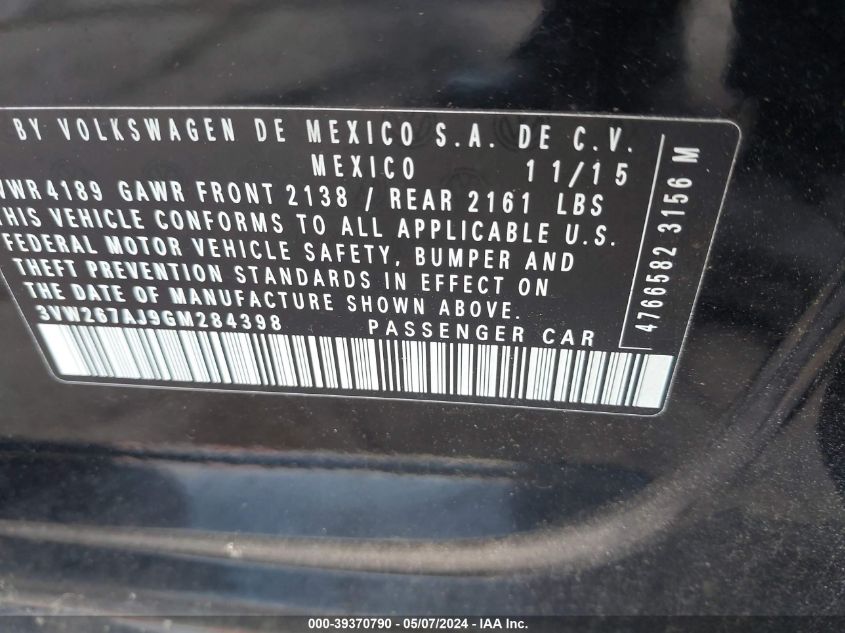 BY VOLKSWAGEN DE MEXICO S.A. DE C.V.
MEXICO 11/15
VWR4189 GAWR FRONT 2138 / REAR 2161 LBS
THIS VEHICLE CONFORMS TO ALL APPLICABLE U.S.
FEDERAL MOTOR VEHICLE SAFETY, BUMPER AND
THEFT PREVENTION STANDARDS IN EFFECT ON
THE DATE OF MANUFACTURE SHOWN ABOVE.
3VW267AJ9GM284398 PASSENGER CAR
4766582 3156 M
000-39370790 - 05/07/2024 - IAA Inc.